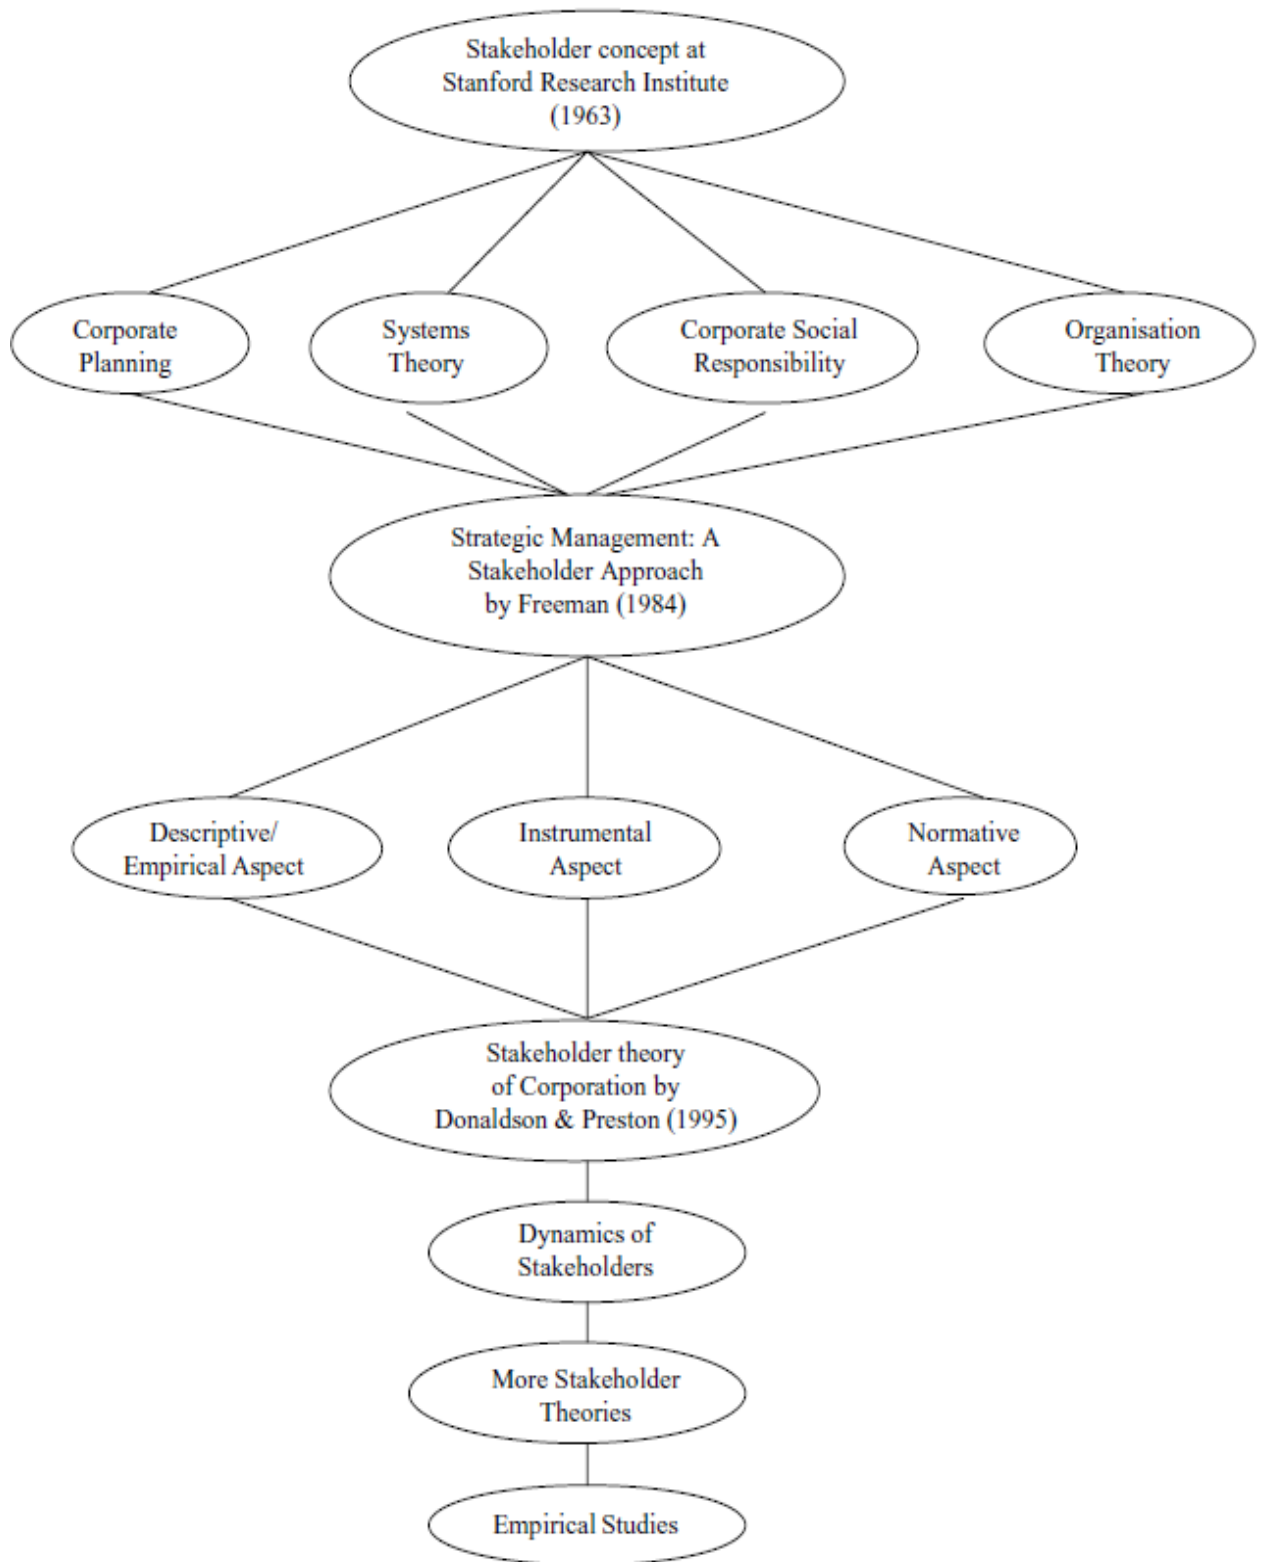 Stakeholder concept at
Stanford Research Institute
(1963)
Corporate
Planning
Systems
Theory
Corporate Social
Responsibility
Organisation
Theory
Strategic Management: A
Stakeholder Approach
by Freeman (1984)
Descriptive/
Empirical Aspect
Instrumental
Aspect
Normative
Aspect
Stakeholder theory
of Corporation by
Donaldson & Preston (1995)
Dynamics of
Stakeholders
More Stakeholder
Theories
Empirical Studies